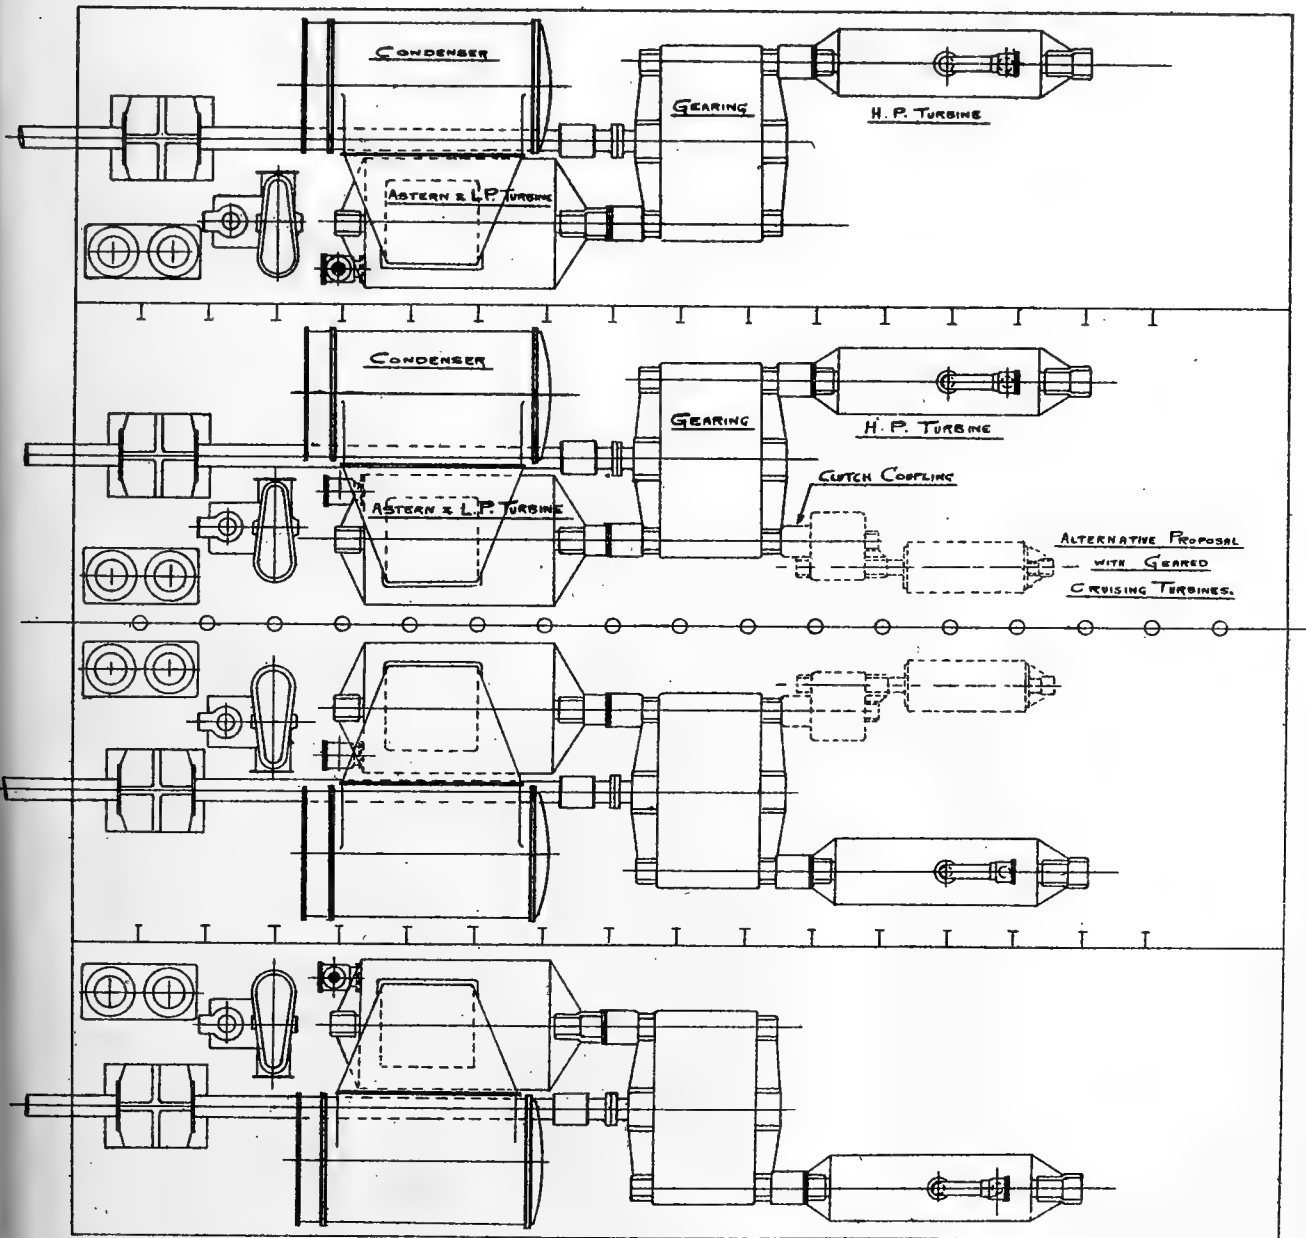 CONDENSER
GEARING
H. P. TURBINE
ASTERN & L.P. TURBINE
CONDENSER
GEARING
H. P. TURBINE
CLUTCH COUPLING
ASTERN & L.P. TURBINE
ALTERNATIVE PROPOSAL
WITH GEARED
CRUISING TURBINES.